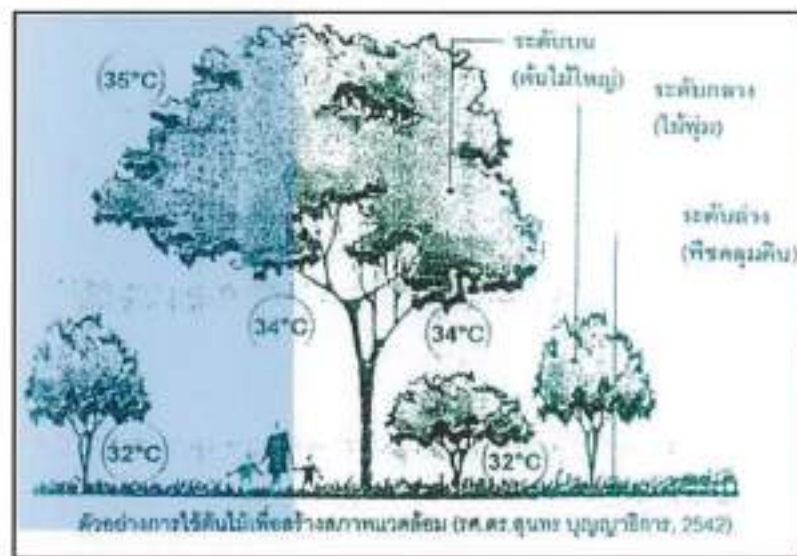 ระดับบน
(ต้นไม้ใหญ่)
ระดับกลาง
(ไม้พุ่ม)
ระดับล่าง
(พืชคลุมดิน)
(35°C)
(34°C)
(34°C)
(32°C)
(32°C)
ตัวอย่างการใช้ต้นไม้เพื่อสร้างสภาพแวดล้อม (รศ.ดร.สุนทร บุญญาธิการ, 2542)